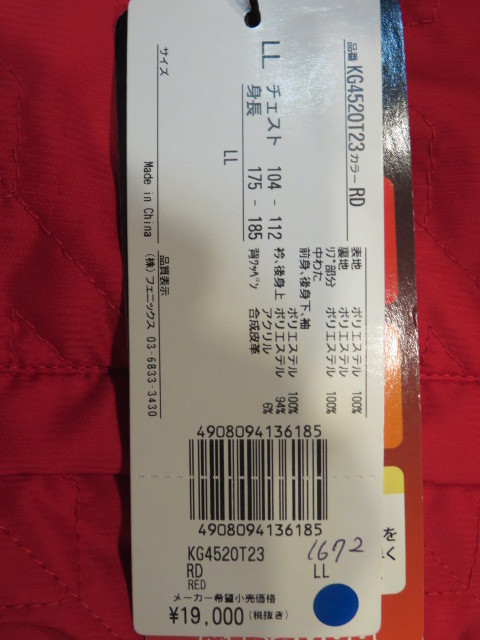 品番 KG4520T23 カラー RD
サイズ
LL チェスト 104 - 112
身長 175 - 185
LL
Made in China
表地 ポリエステル 100%
裏地 ポリエステル
リブ部分 ポリエステル 100%
中わた
前身、後身下、袖
ポリエステル 100%
衿、後身上 ポリエステル 94%
アクリル 6%
背ワッペン 合成皮革
品質表示
(株) フェニックス 03-6833-3430
4908094136185
4908094136185
KG4520T23
RD LL
RED
1672
メーカー希望小売価格
¥19,000 (税抜き)
を
く